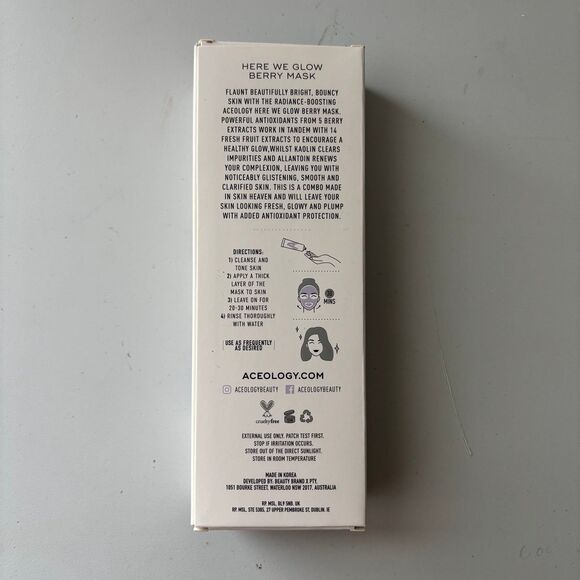 HERE WE GLOW
BERRY MASK
FLAUNT BEAUTIFULLY BRIGHT, BOUNCY
SKIN WITH THE RADIANCE-BOOSTING
ACEOLOGY HERE WE GLOW BERRY MASK.
POWERFUL ANTIOXIDANTS FROM 5 BERRY
EXTRACTS WORK IN TANDEM WITH 14
FRESH FRUIT EXTRACTS TO ENCOURAGE A
HEALTHY GLOW,WHILST KAOLIN CLEARS
IMPURITIES AND ALLANTOIN RENEWS
YOUR COMPLEXION, LEAVING YOU WITH
NOTICEABLY GLISTENING, SMOOTH AND
CLARIFIED SKIN. THIS IS A COMBO MADE
IN SKIN HEAVEN AND WILL LEAVE YOUR
SKIN LOOKING FRESH, GLOWY AND PLUMP
WITH ADDED ANTIOXIDANT PROTECTION.
DIRECTIONS:
1) CLEANSE AND
TONE SKIN
2) APPLY A THICK
LAYER OF THE
MASK TO SKIN
3) LEAVE ON FOR
20-30 MINUTES
4) RINSE THOROUGHLY
WITH WATER
30
MINS
USE AS FREQUENTLY
AS DESIRED
ACEOLOGY.COM
ACEOLOGYBEAUTY
ACEOLOGYBEAUTY
crueltyfree
EXTERNAL USE ONLY. PATCH TEST FIRST.
STOP IF IRRITATION OCCURS.
STORE OUT OF THE DIRECT SUNLIGHT.
STORE IN ROOM TEMPERATURE
MADE IN KOREA
DEVELOPED BY: BEAUTY BRAND X PTY,
1051 BOURKE STREET, WATERLOO NSW 2017. AUSTRALIA
RP. MSL, BL9 5ND. UK
RP. MSL, STE 5385. 27 UPPER PEMBROKE ST, DUBLIN. IE